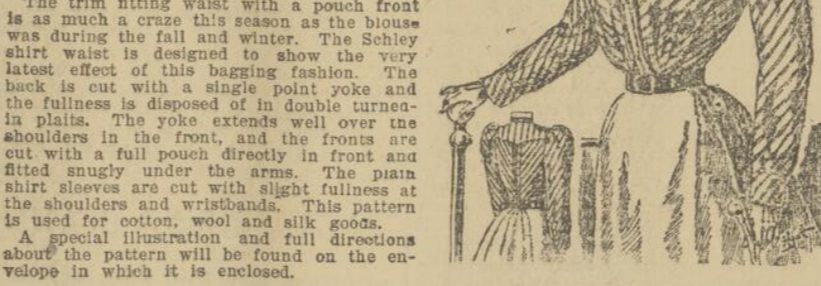 The trim fitting waist with a pouch front
is as much a craze this season as the blouse
was during the fall and winter. The Schley
shirt waist is designed to show the very
latest effect of this bagging fashion. The
back is cut with a single point yoke and
the fullness is disposed of in double turned-
in plaits. The yoke extends well over the
shoulders in the front, and the fronts are
cut with a full pouch directly in front and
fitted snugly under the arms. The plain
shirt sleeves are cut with slight fullness at
the shoulders and wristbands. This pattern
is used for cotton, wool and silk goods.
A special illustration and full directions
about the pattern will be found on the en-
velope in which it is enclosed.